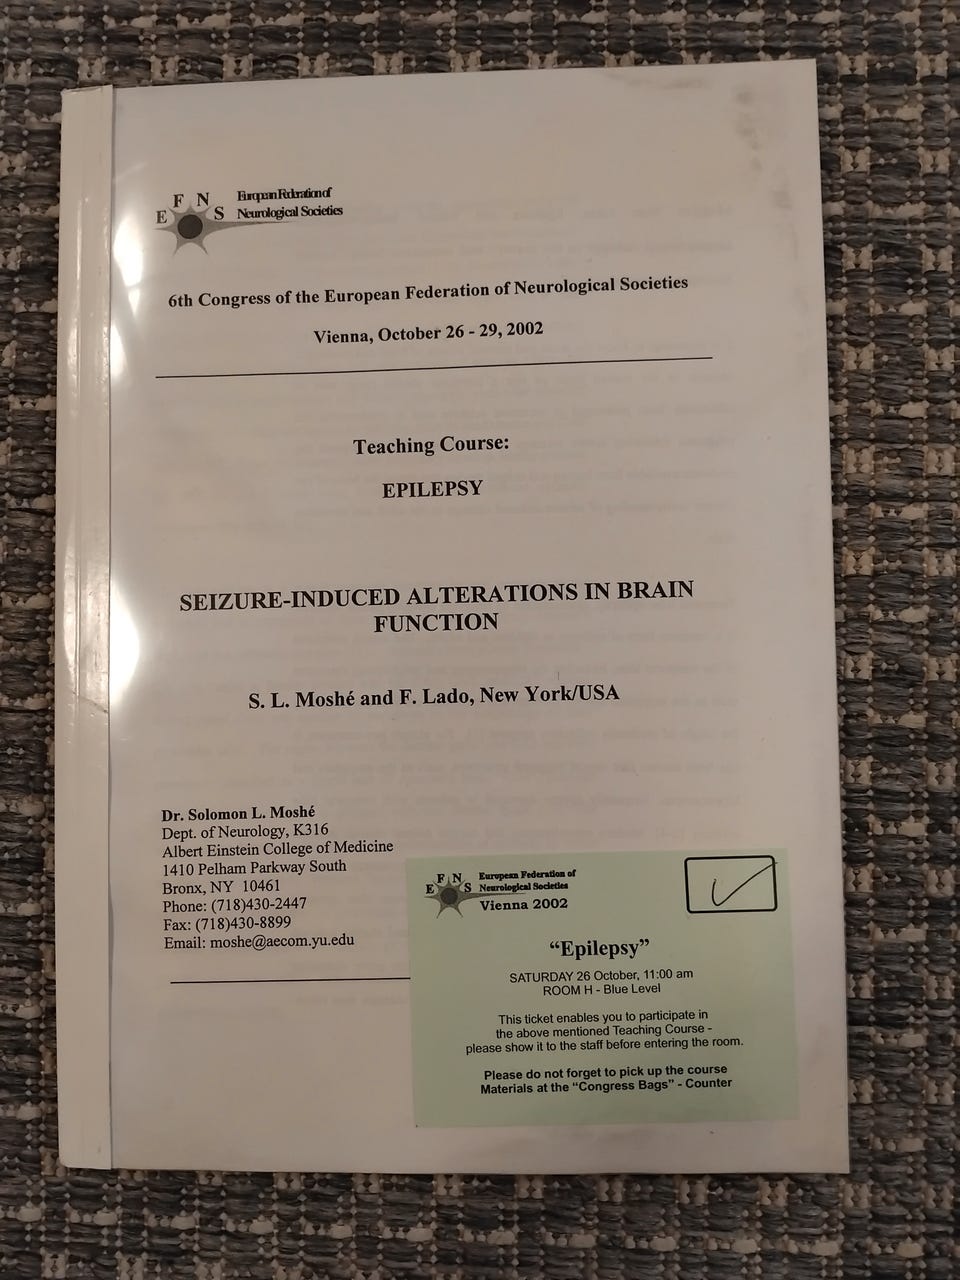 E F N S
European Federation of
Neurological Societies
6th Congress of the European Federation of Neurological Societies
Vienna, October 26 - 29, 2002
Teaching Course:
EPILEPSY
SEIZURE-INDUCED ALTERATIONS IN BRAIN
FUNCTION
S. L. Moshé and F. Lado, New York/USA
Dr. Solomon L. Moshé
Dept. of Neurology, K316
Albert Einstein College of Medicine
1410 Pelham Parkway South
Bronx, NY 10461
Phone: (718)430-2447
Fax: (718)430-8899
Email: moshe@aecom.yu.edu
E F N S
European Federation of
Neurological Societies
Vienna 2002
“Epilepsy”
SATURDAY 26 October, 11:00 am
ROOM H - Blue Level
This ticket enables you to participate in
the above mentioned Teaching Course -
please show it to the staff before entering the room.
Please do not forget to pick up the course
Materials at the “Congress Bags” - Counter